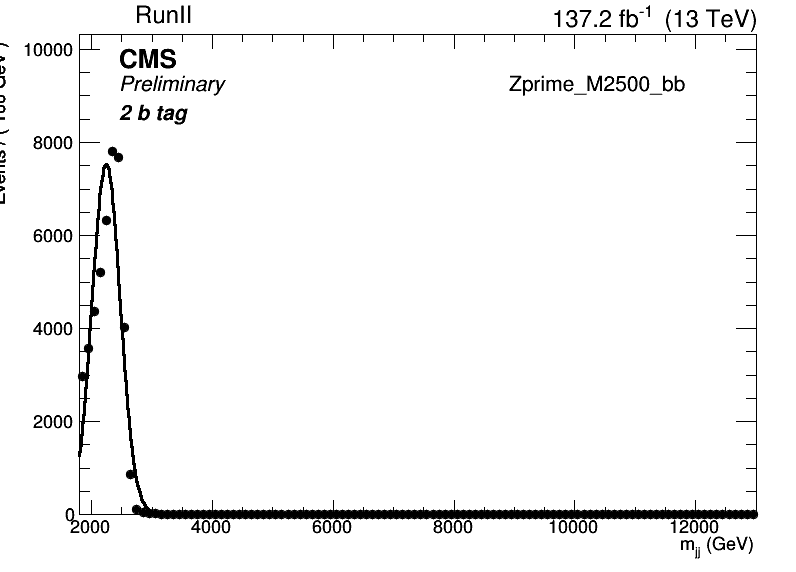 RunII
137.2 fb-1 (13 TeV)
CMS
Preliminary
2 b tag
Zprime_M2500_bb
10000
8000
6000
4000
2000
0
2000 4000 6000 8000 10000 12000
mjj (GeV)
Events / (